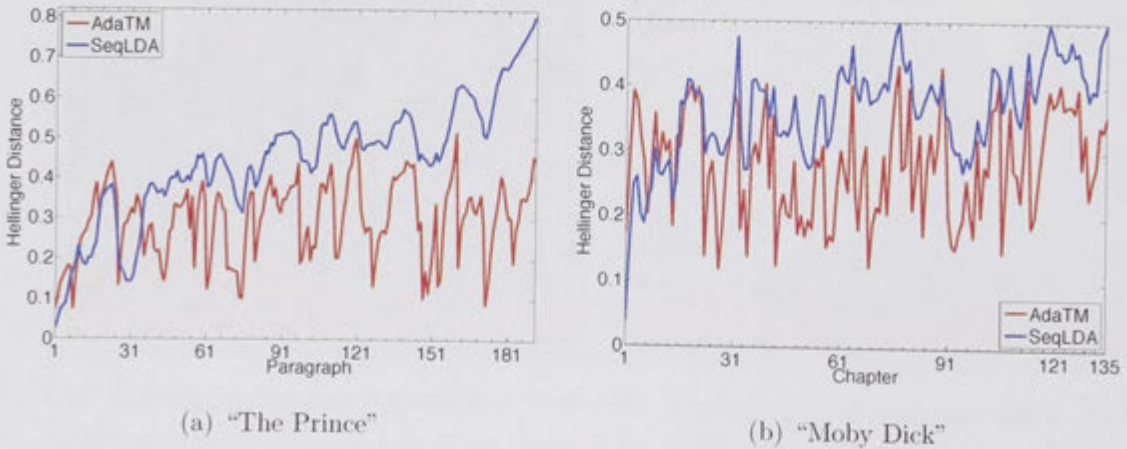 0.8
0.7
0.6
0.5
0.4
0.3
0.2
0.1
0
Hellinger Distance
AdaTM
SeqLDA
1 31 61 91 121 151 181
Paragraph
(a) “The Prince”
0.5
0.4
0.3
0.2
0.1
0
Hellinger Distance
AdaTM
SeqLDA
1 31 61 91 121 135
Chapter
(b) “Moby Dick”